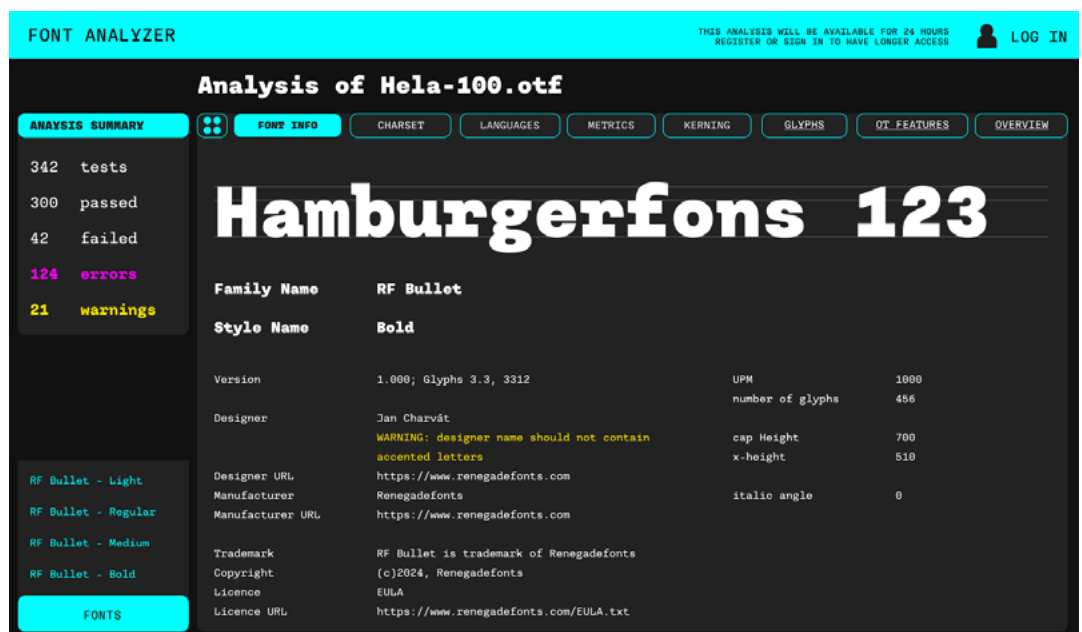 FONT ANALYZER
THIS ANALYSIS WILL BE AVAILABLE FOR 24 HOURS
REGISTER OR SIGN IN TO HAVE LONGER ACCESS
LOG IN
Analysis of Hela-100.otf
ANAYSIS SUMMARY
FONT INFO
CHARSET
LANGUAGES
METRICS
KERNING
GLYPHS
OT FEATURES
OVERVIEW
342 tests
300 passed
42 failed
124 errors
21 warnings
Hamburgerfons 123
Family Name RF Bullet
Style Name Bold
Version 1.000; Glyphs 3.3, 3312
Designer Jan Charvát
WARNING: designer name should not contain
accented letters
Designer URL https://www.renegadefonts.com
Manufacturer Renegadefonts
Manufacturer URL https://www.renegadefonts.com
Trademark RF Bullet is trademark of Renegadefonts
Copyright (c)2024, Renegadefonts
Licence EULA
Licence URL https://www.renegadefonts.com/EULA.txt
UPM 1000
number of glyphs 456
cap Height 700
x-height 510
italic angle 0
RF Bullet - Light
RF Bullet - Regular
RF Bullet - Medium
RF Bullet - Bold
FONTS